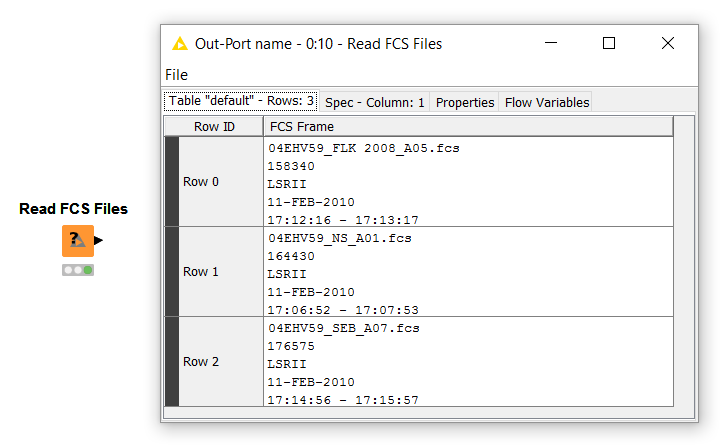 Out-Port name - 0:10 - Read FCS Files
File
Table "default" - Rows: 3 Spec - Column: 1 Properties Flow Variables
Row ID FCS Frame
Row 0
04EHV59_FLK 2008_A05.fcs
158340
LSRII
11-FEB-2010
17:12:16 - 17:13:17
Row 1
04EHV59_NS_A01.fcs
164430
LSRII
11-FEB-2010
17:06:52 - 17:07:53
Row 2
04EHV59_SEB_A07.fcs
176575
LSRII
11-FEB-2010
17:14:56 - 17:15:57
Read FCS Files
?